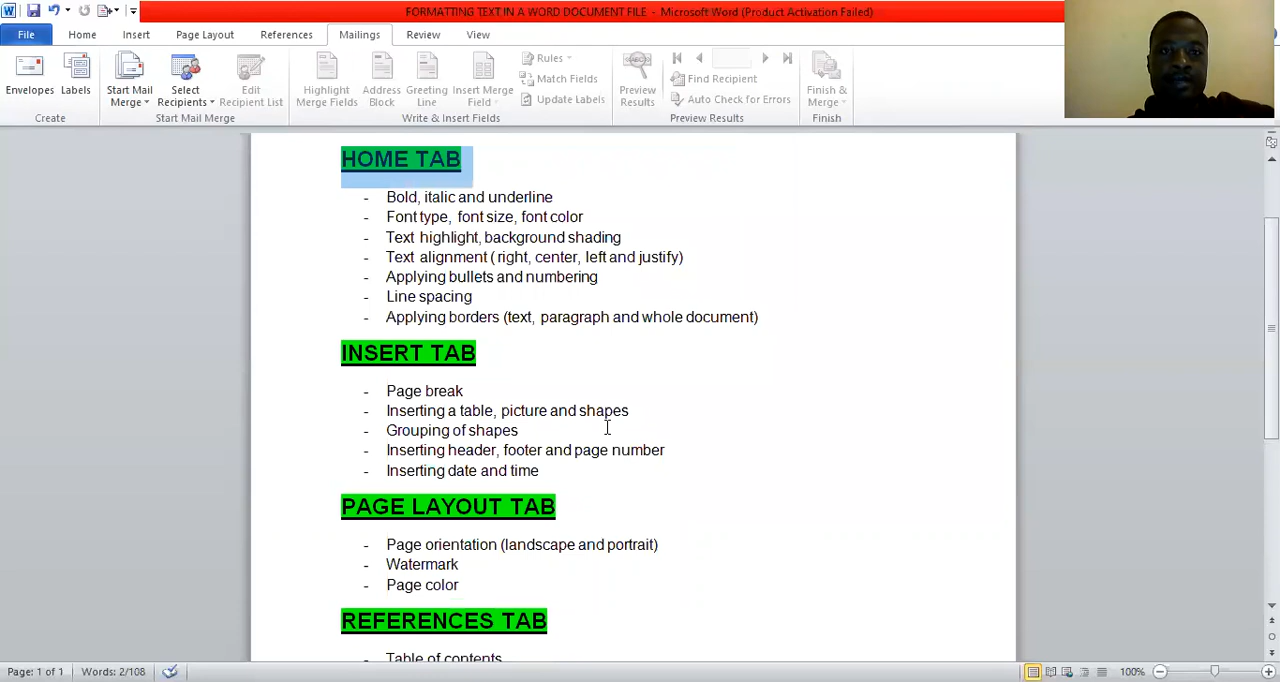 FORMATTING TEXT IN A WORD DOCUMENT FILE - Microsoft Word (Product Activation Failed)
File Home Insert Page Layout References Mailings Review View
Envelopes Labels Start Mail Merge Select Recipients Edit Recipient List Highlight Merge Fields Address Block Greeting Line Insert Merge Field Rules Match Fields Update Labels Preview Results Find Recipient Auto Check for Errors Finish & Merge
Create Start Mail Merge Write & Insert Fields Preview Results Finish
HOME TAB
- Bold, italic and underline
- Font type, font size, font color
- Text highlight, background shading
- Text alignment ( right, center, left and justify)
- Applying bullets and numbering
- Line spacing
- Applying borders (text, paragraph and whole document)
INSERT TAB
- Page break
- Inserting a table, picture and shapes
- Grouping of shapes
- Inserting header, footer and page number
- Inserting date and time
PAGE LAYOUT TAB
- Page orientation (landscape and portrait)
- Watermark
- Page color
REFERENCES TAB
- Table of contents
Page: 1 of 1 Words: 2/108 100%